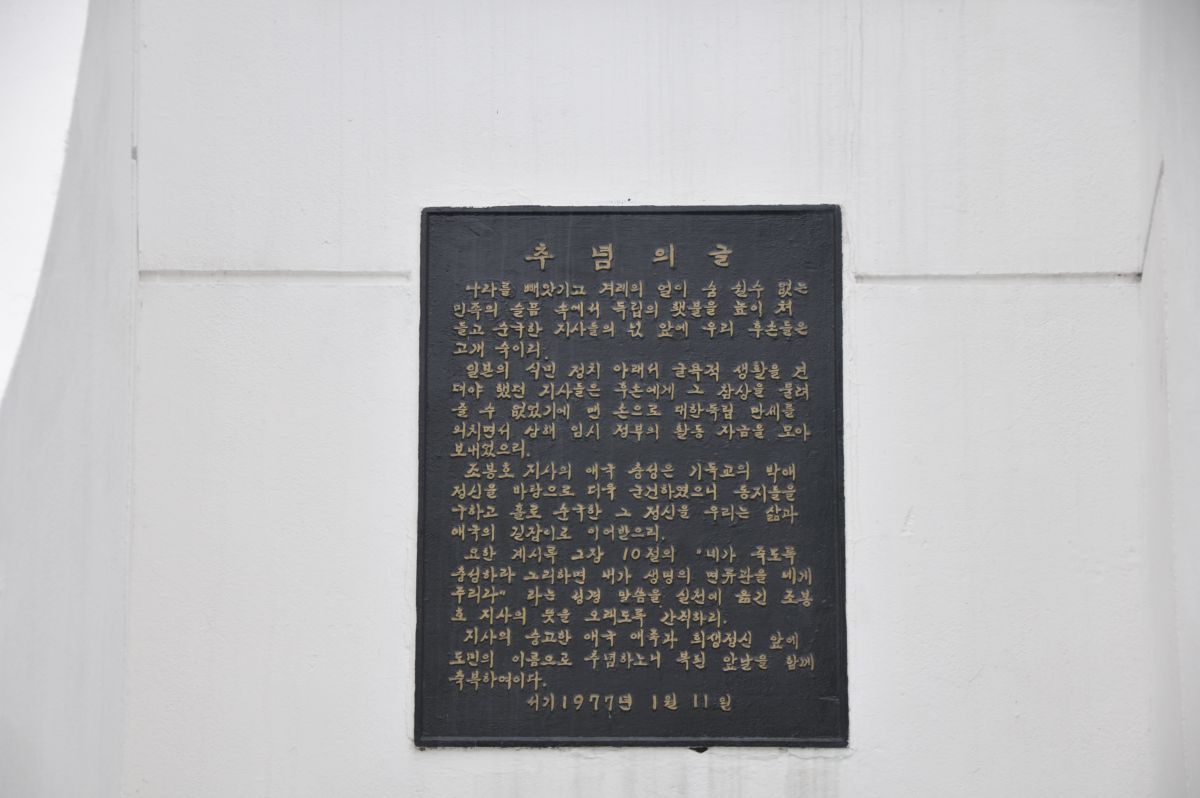 추념의글
나라를 빼앗기고 겨레의 얼이 숨 쉴수 없는
민족의 슬픔 속에서 독립의 횃불을 높이 쳐
들고 순국한 지사들의 넋 앞에 우리 후손들은
고개 숙이리.
일본의 식민 정치 아래서 굴욕적 생활을 견
뎌야 했던 지사들은 후손에게 그 참상을 물려
줄 수 없었기에 맨 손으로 대한독립 만세를
외치면서 상해 임시 정부의 활동 자금을 모아
보내었으리.
조봉호 지사의 애국 충성은 기독교의 박애
정신을 바탕으로 더욱 굳건하였으니 동지들을
구하고 홀로 순국한 그 정신을 우리는 삶과
애국의 길잡이로 이어받으리.
요한 계시록 2장 10절의 "네가 죽도록
충성하라 그리하면 내가 생명의 면류관을 네게
주리라" 라는 성경 말씀을 실천에 옮긴 조봉
호 지사의 뜻을 오래도록 간직하리.
지사의 숭고한 애국 애족과 희생정신 앞에
도민의 이름으로 추념하노니 복된 앞날을 함께
축복하여이다.
서기 1977년 1월 11일